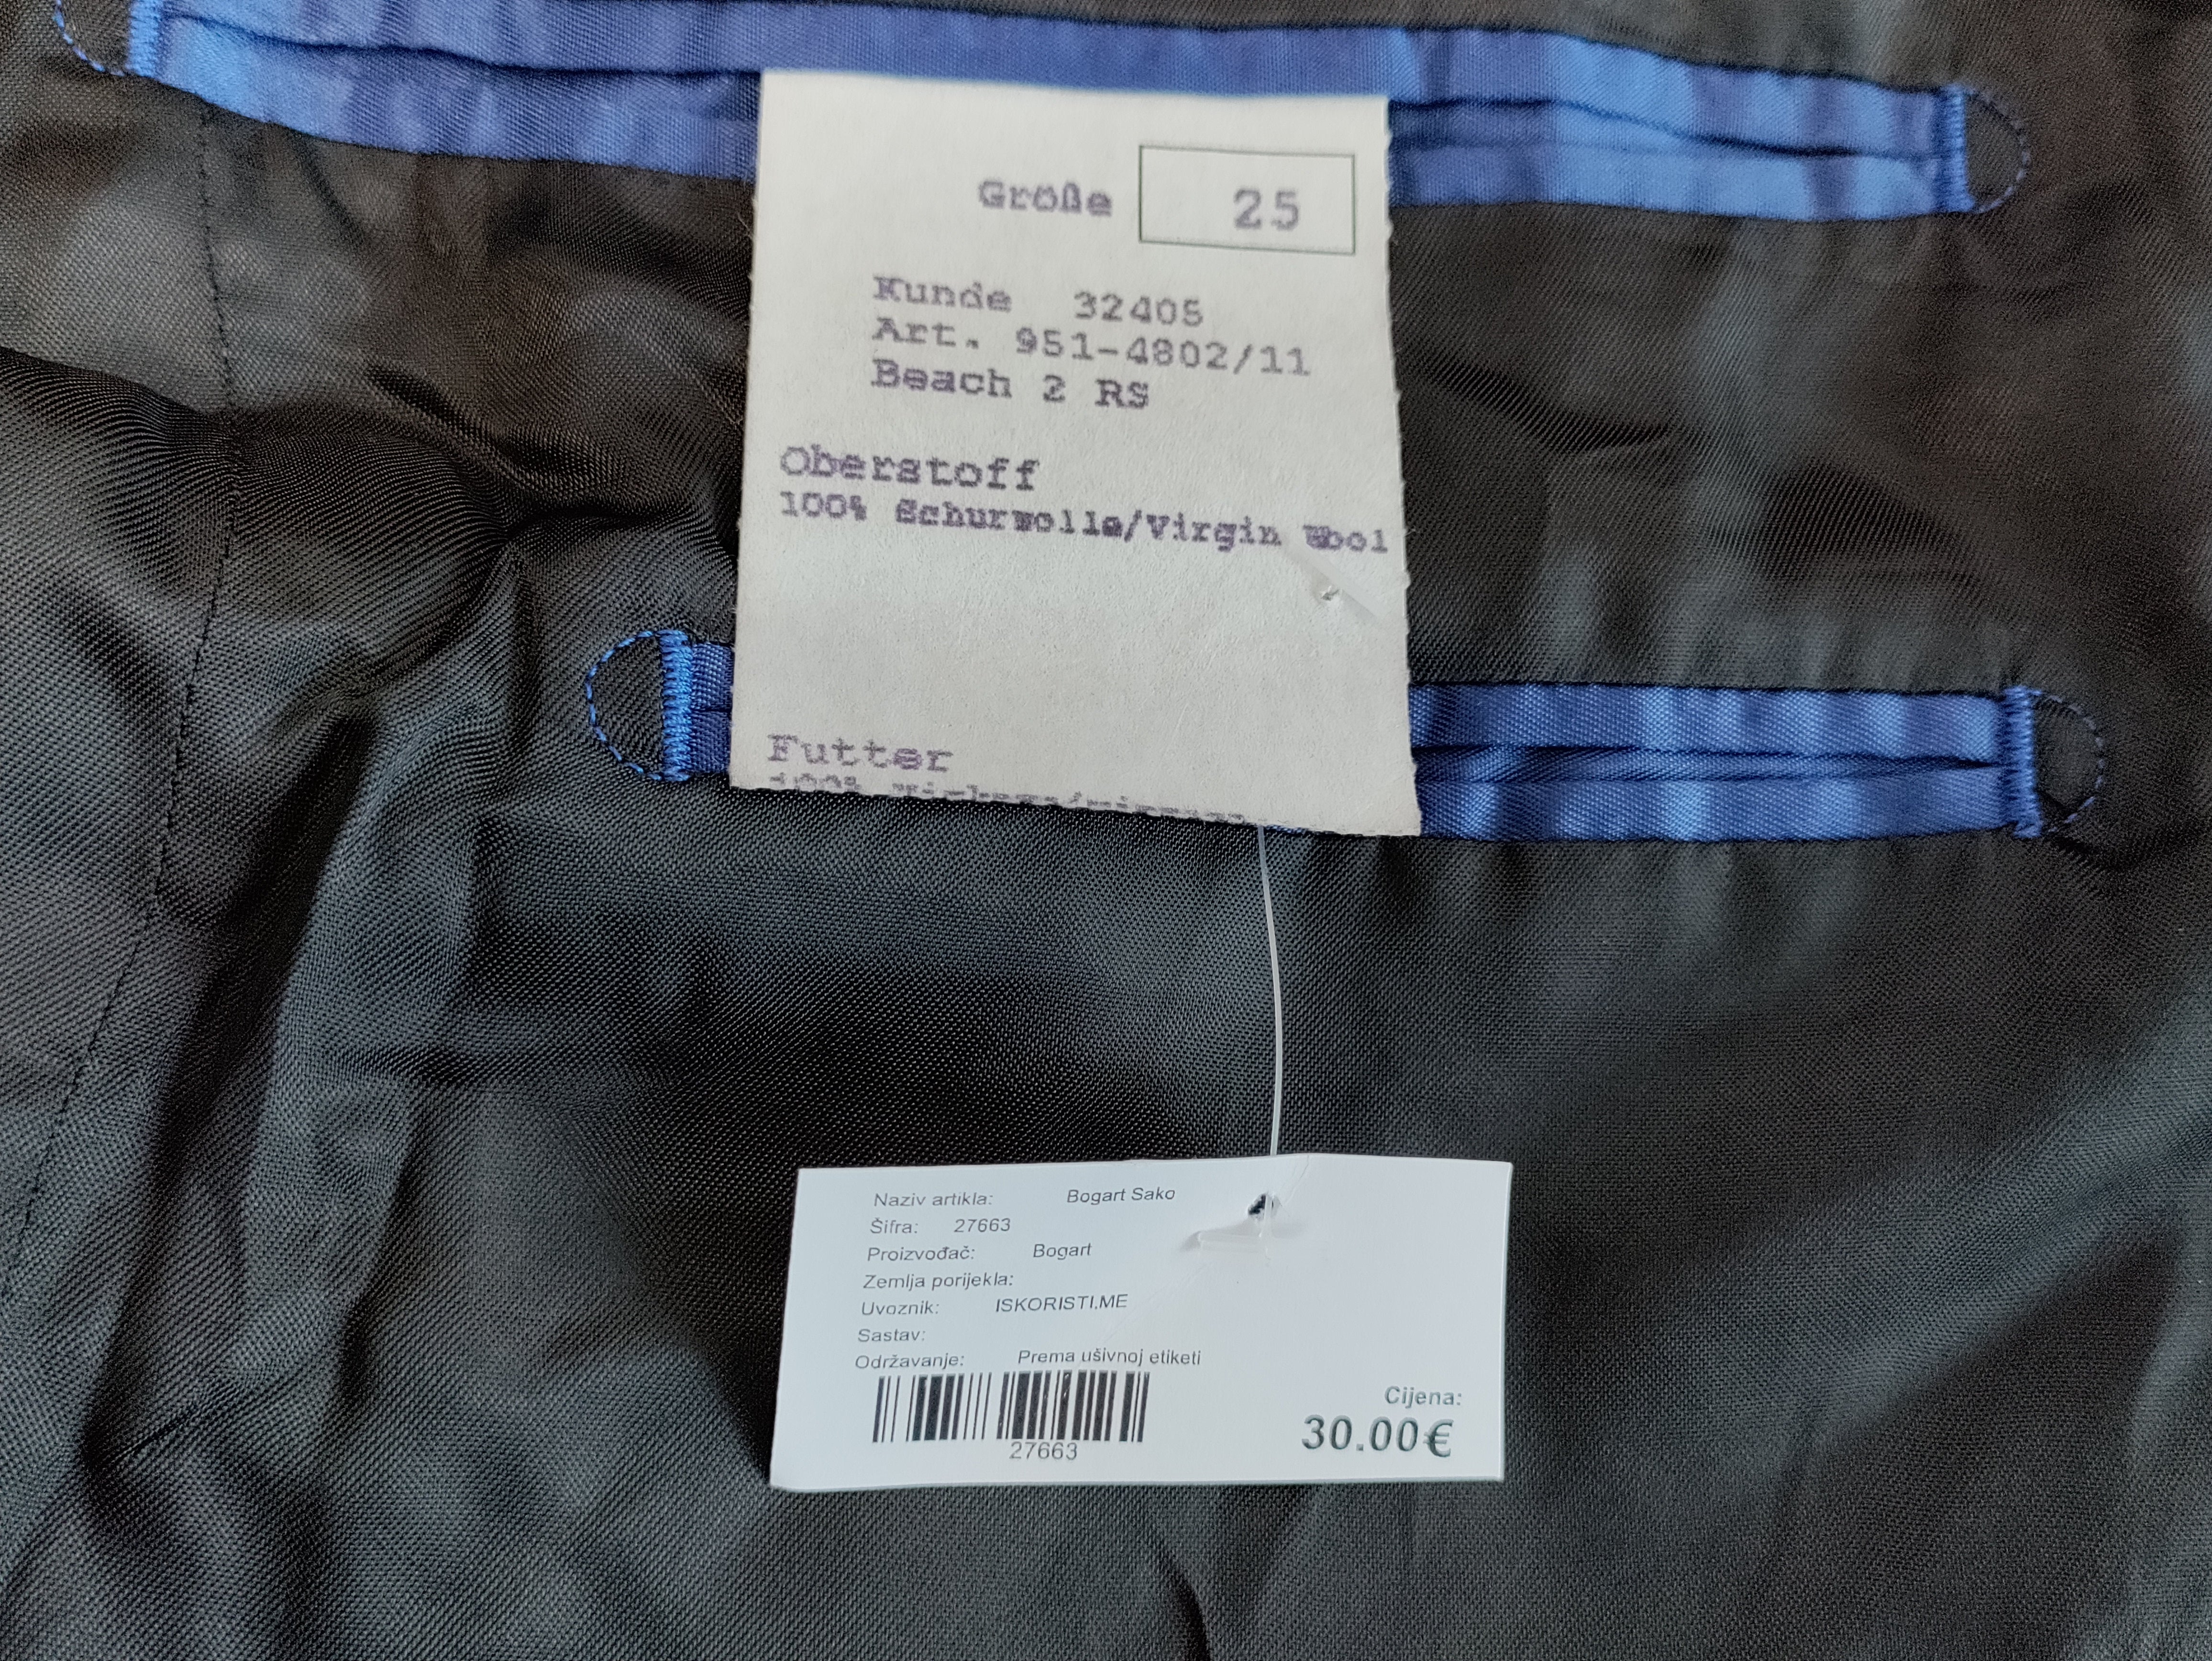 Größe 25
Kunde 32405
Art. 951-4802/11
Beach 2 RS
Oberstoff
100% Schurwolle/Virgin Wool
Futter
100%
Naziv artikla: Bogart Sako
Šifra: 27663
Proizvođač: Bogart
Zemlja porijekla:
Uvoznik: ISKORISTI.ME
Sastav:
Održavanje: Prema ušivnoj etiketi
27663
Cijena:
30.00€